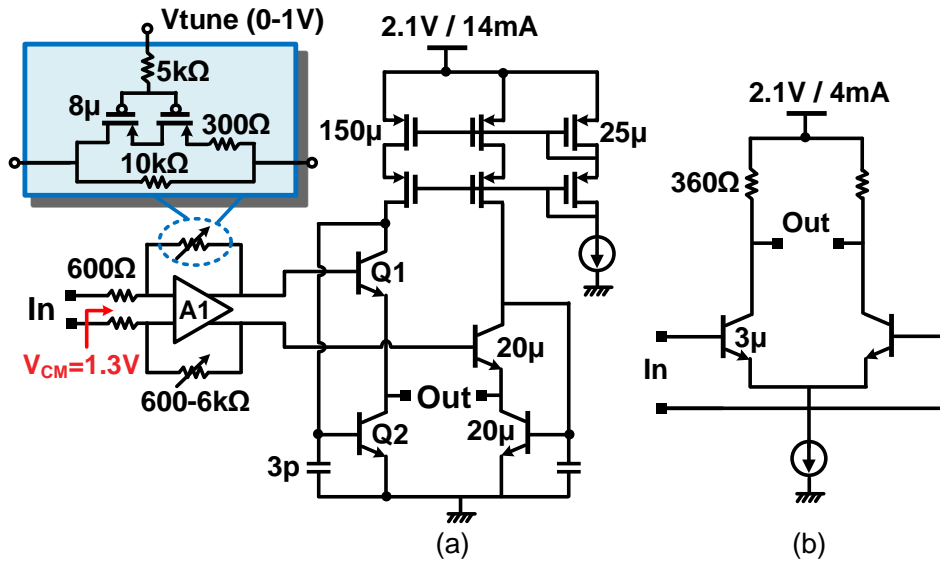 Vtune (0-1V)
5kΩ
8μ
300Ω
10kΩ
600Ω
In
A1
V_CM=1.3V
600-6kΩ
2.1V / 14mA
150μ
25μ
Q1
20μ
Out
Q2
20μ
3p
(a)
2.1V / 4mA
360Ω
Out
3μ
In
(b)